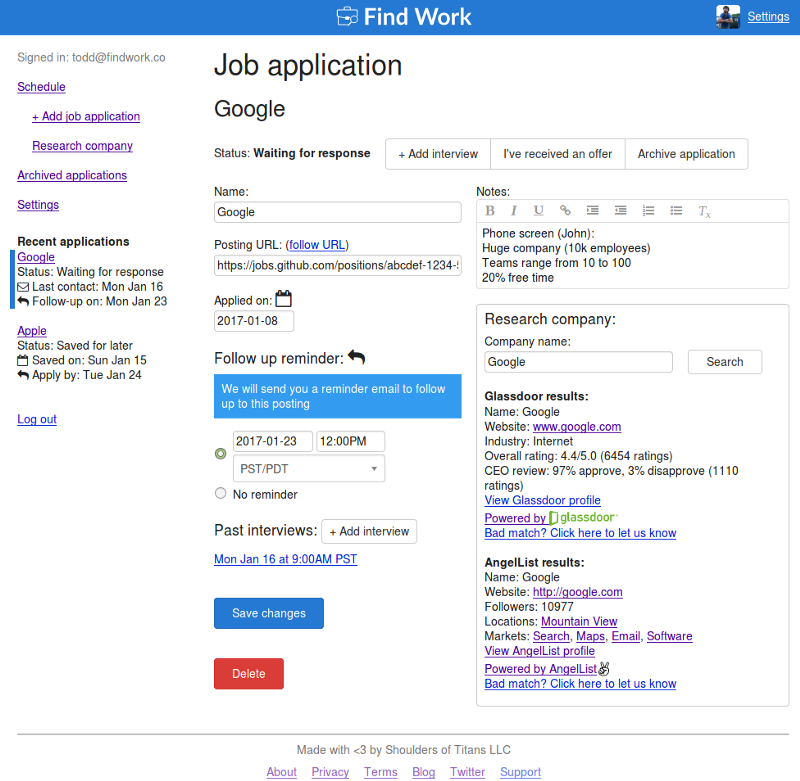 Find Work
Settings
Signed in: todd@findwork.co
Schedule
+ Add job application
Research company
Archived applications
Settings
Recent applications
Google
Status: Waiting for response
Last contact: Mon Jan 16
Follow-up on: Mon Jan 23
Apple
Status: Saved for later
Saved on: Sun Jan 15
Apply by: Tue Jan 24
Log out
Job application
Google
Status: Waiting for response
+ Add interview
I've received an offer
Archive application
Name:
Google
Posting URL: (follow URL)
https://jobs.github.com/positions/abcdef-1234-
Applied on:
2017-01-08
Follow up reminder:
We will send you a reminder email to follow
up to this posting
2017-01-23 12:00PM
PST/PDT
No reminder
Past interviews: + Add interview
Mon Jan 16 at 9:00AM PST
Save changes
Delete
Notes:
B I U Tx
Phone screen (John):
Huge company (10k employees)
Teams range from 10 to 100
20% free time
Research company:
Company name:
Google
Search
Glassdoor results:
Name: Google
Website: www.google.com
Industry: Internet
Overall rating: 4.4/5.0 (6454 ratings)
CEO review: 97% approve, 3% disapprove (1110
ratings)
View Glassdoor profile
Powered by glassdoor
Bad match? Click here to let us know
AngelList results:
Name: Google
Website: http://google.com
Followers: 10977
Locations: Mountain View
Markets: Search, Maps, Email, Software
View AngelList profile
Powered by AngelList
Bad match? Click here to let us know
Made with <3 by Shoulders of Titans LLC
About Privacy Terms Blog Twitter Support